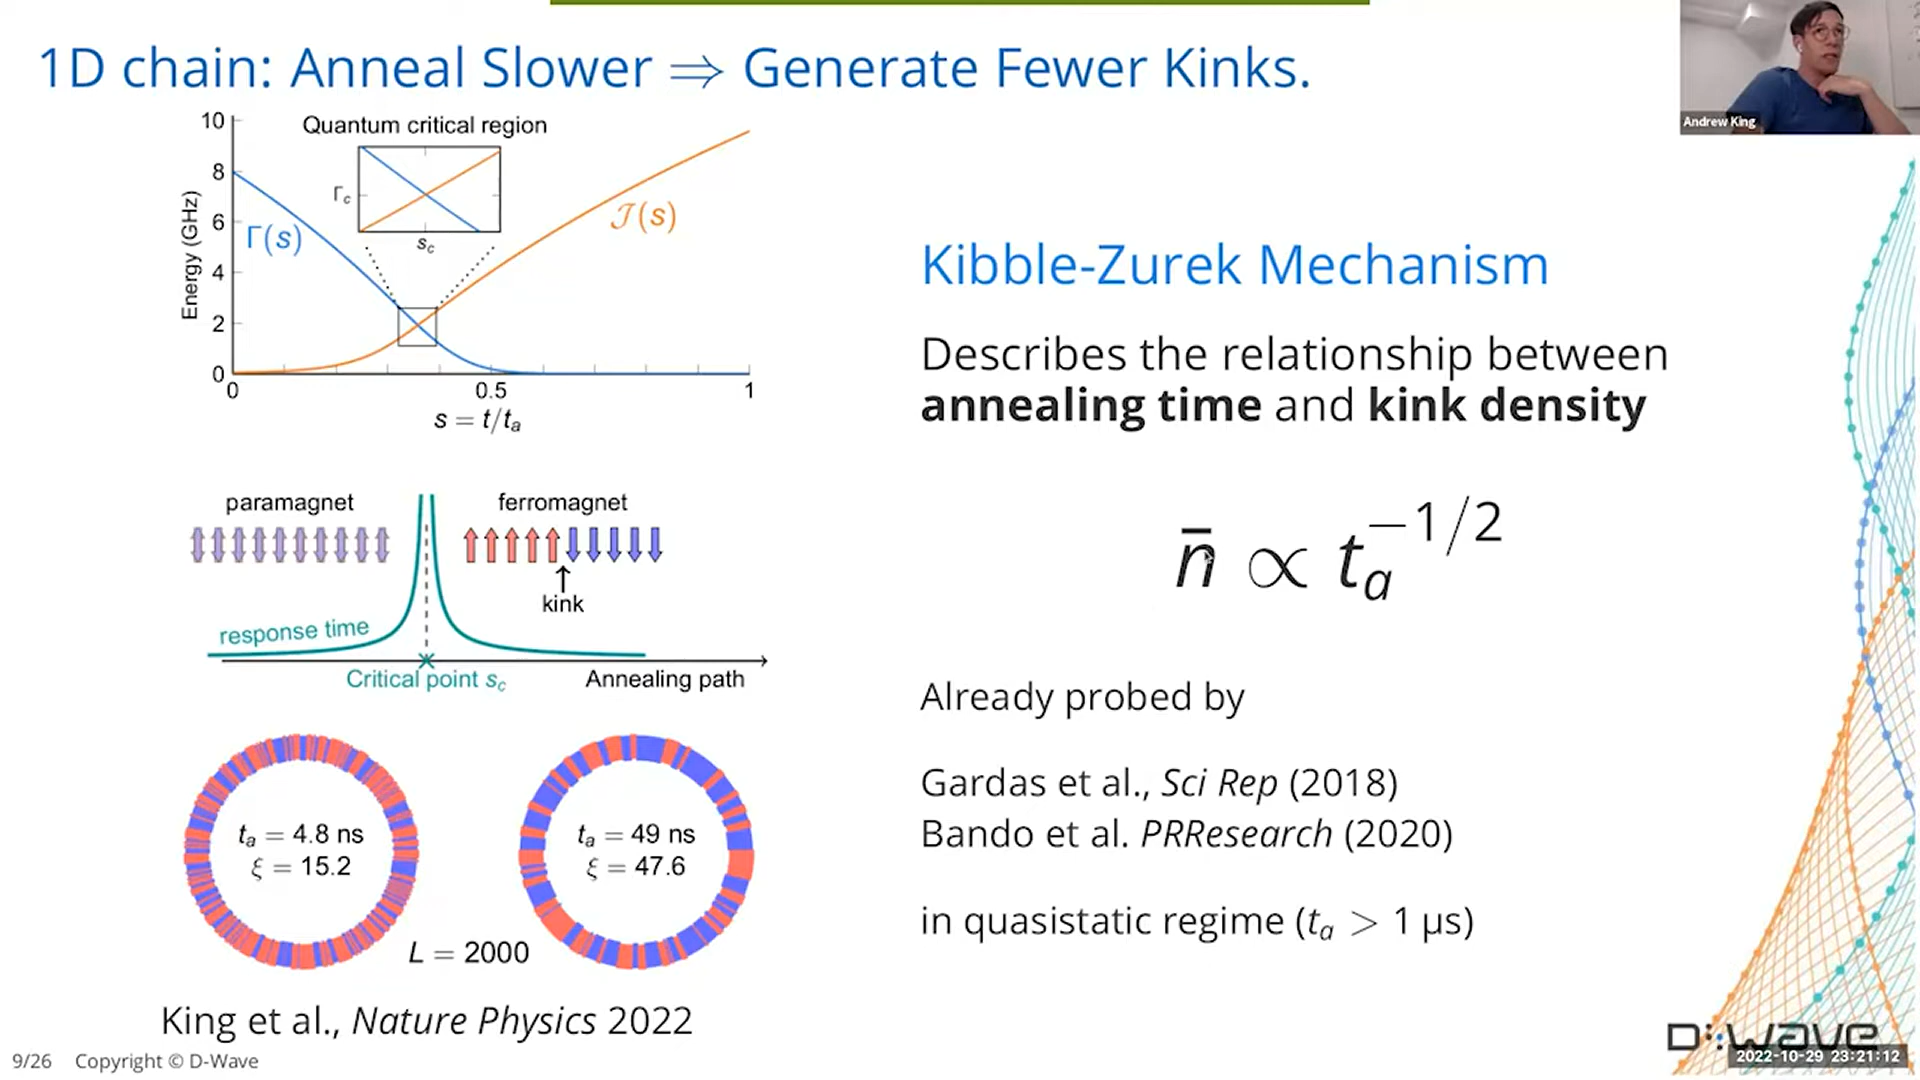 1D chain: Anneal Slower ⇒ Generate Fewer Kinks.
Andrew King
Quantum critical region
10
8
6
4
2
0
Energy (GHz)
Γ(s)
Γc
sc
𝒥(s)
0
0.5
1
s = t/ta
paramagnet
ferromagnet
kink
response time
Critical point sc
Annealing path
ta = 4.8 ns
ξ = 15.2
ta = 49 ns
ξ = 47.6
L = 2000
King et al., Nature Physics 2022
Kibble-Zurek Mechanism
Describes the relationship between
annealing time and kink density
n̄ ∝ ta^−1/2
Already probed by
Gardas et al., Sci Rep (2018)
Bando et al. PRResearch (2020)
in quasistatic regime (ta > 1 µs)
D:wave
2022-10-29 23:21:12
9/26 Copyright © D-Wave